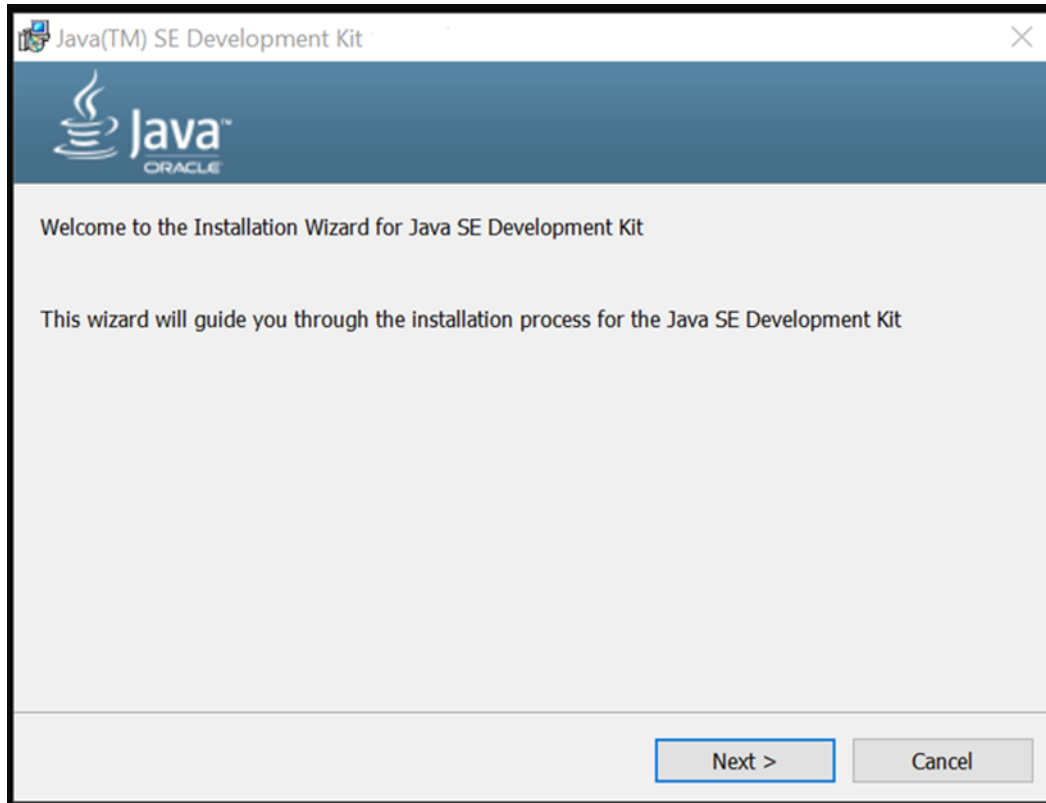 Java(TM) SE Development Kit
Java™
ORACLE
Welcome to the Installation Wizard for Java SE Development Kit
This wizard will guide you through the installation process for the Java SE Development Kit
Next >
Cancel